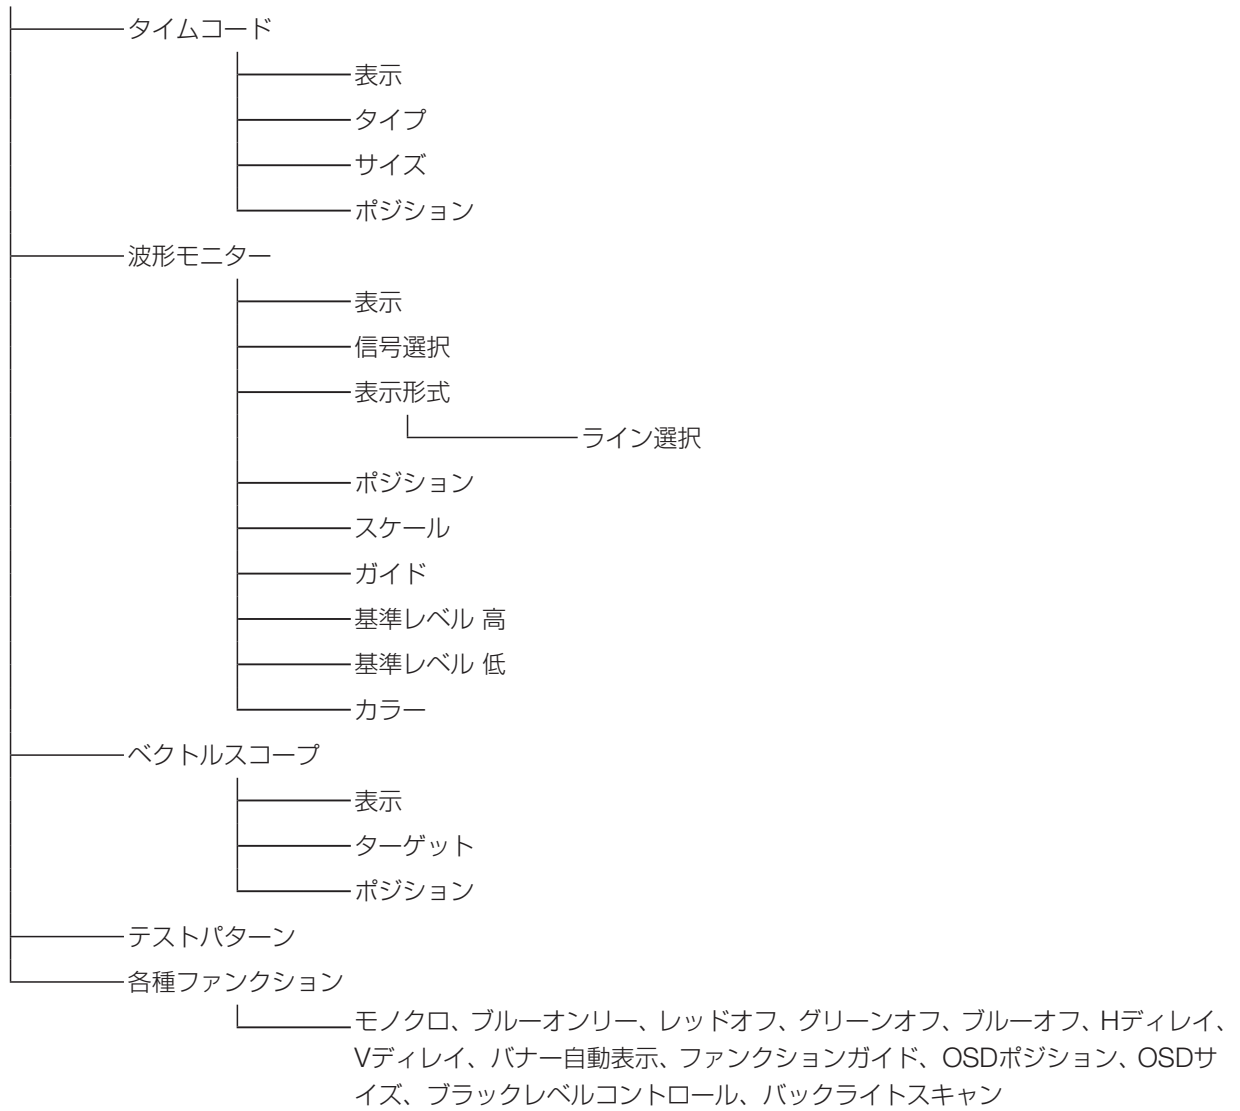 タイムコード
表示
タイプ
サイズ
ポジション
波形モニター
表示
信号選択
表示形式
ライン選択
ポジション
スケール
ガイド
基準レベル 高
基準レベル 低
カラー
ベクトルスコープ
表示
ターゲット
ポジション
テストパターン
各種ファンクション
モノクロ、ブルーオンリー、レッドオフ、グリーンオフ、ブルーオフ、Hディレイ、
Vディレイ、バナー自動表示、ファンクションガイド、OSDポジション、OSDサ
イズ、ブラックレベルコントロール、バックライトスキャン